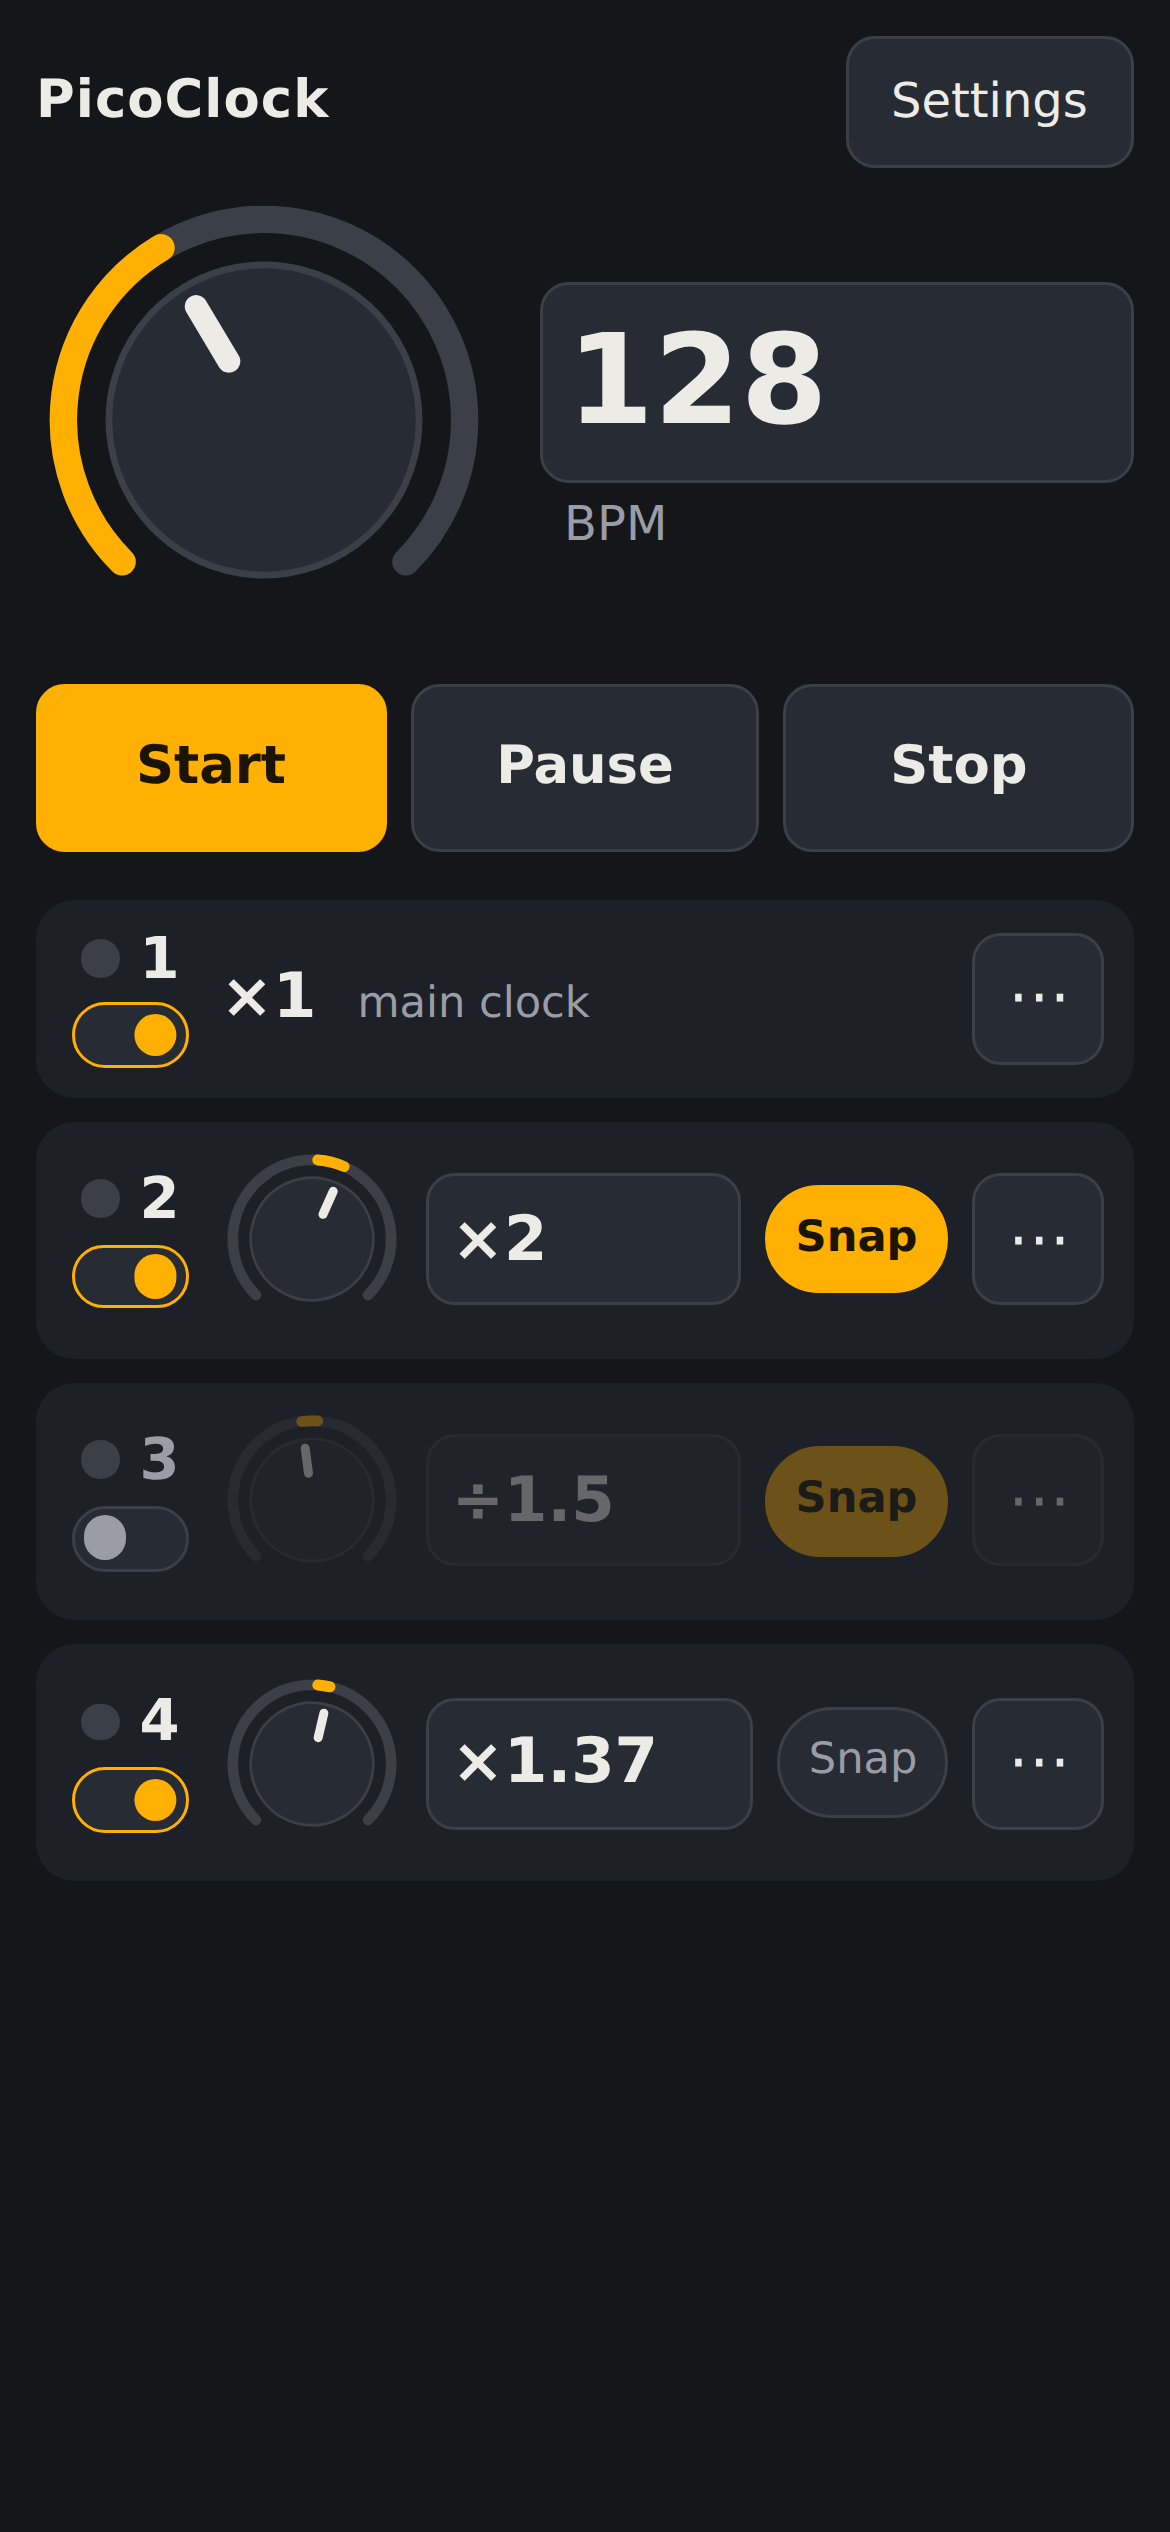 PicoClock Settings
128
BPM
Start Pause Stop
1 ×1 main clock ⋯
2 ×2 Snap ⋯
3 ÷1.5 Snap ⋯
4 ×1.37 Snap ⋯